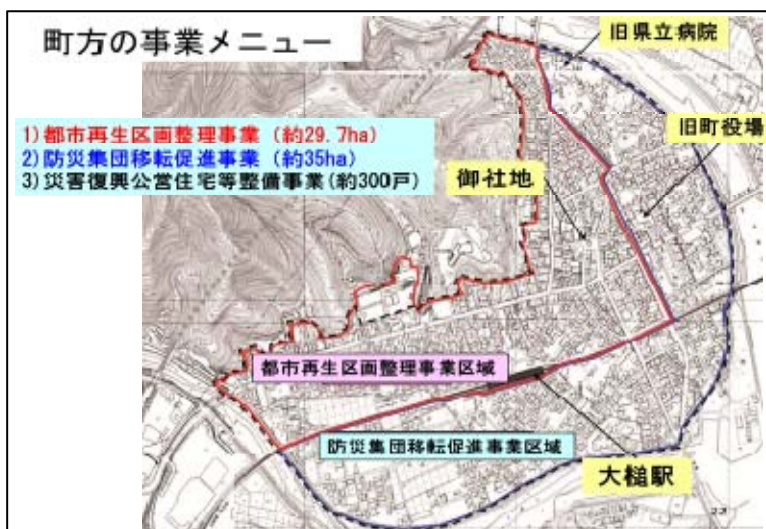 町方の事業メニュー
旧県立病院
1)都市再生区画整理事業（約29.7ha）
2)防災集団移転促進事業（約35ha）
3)災害復興公営住宅等整備事業(約300戸)
旧町役場
御社地
都市再生区画整理事業区域
防災集団移転促進事業区域
大槌駅